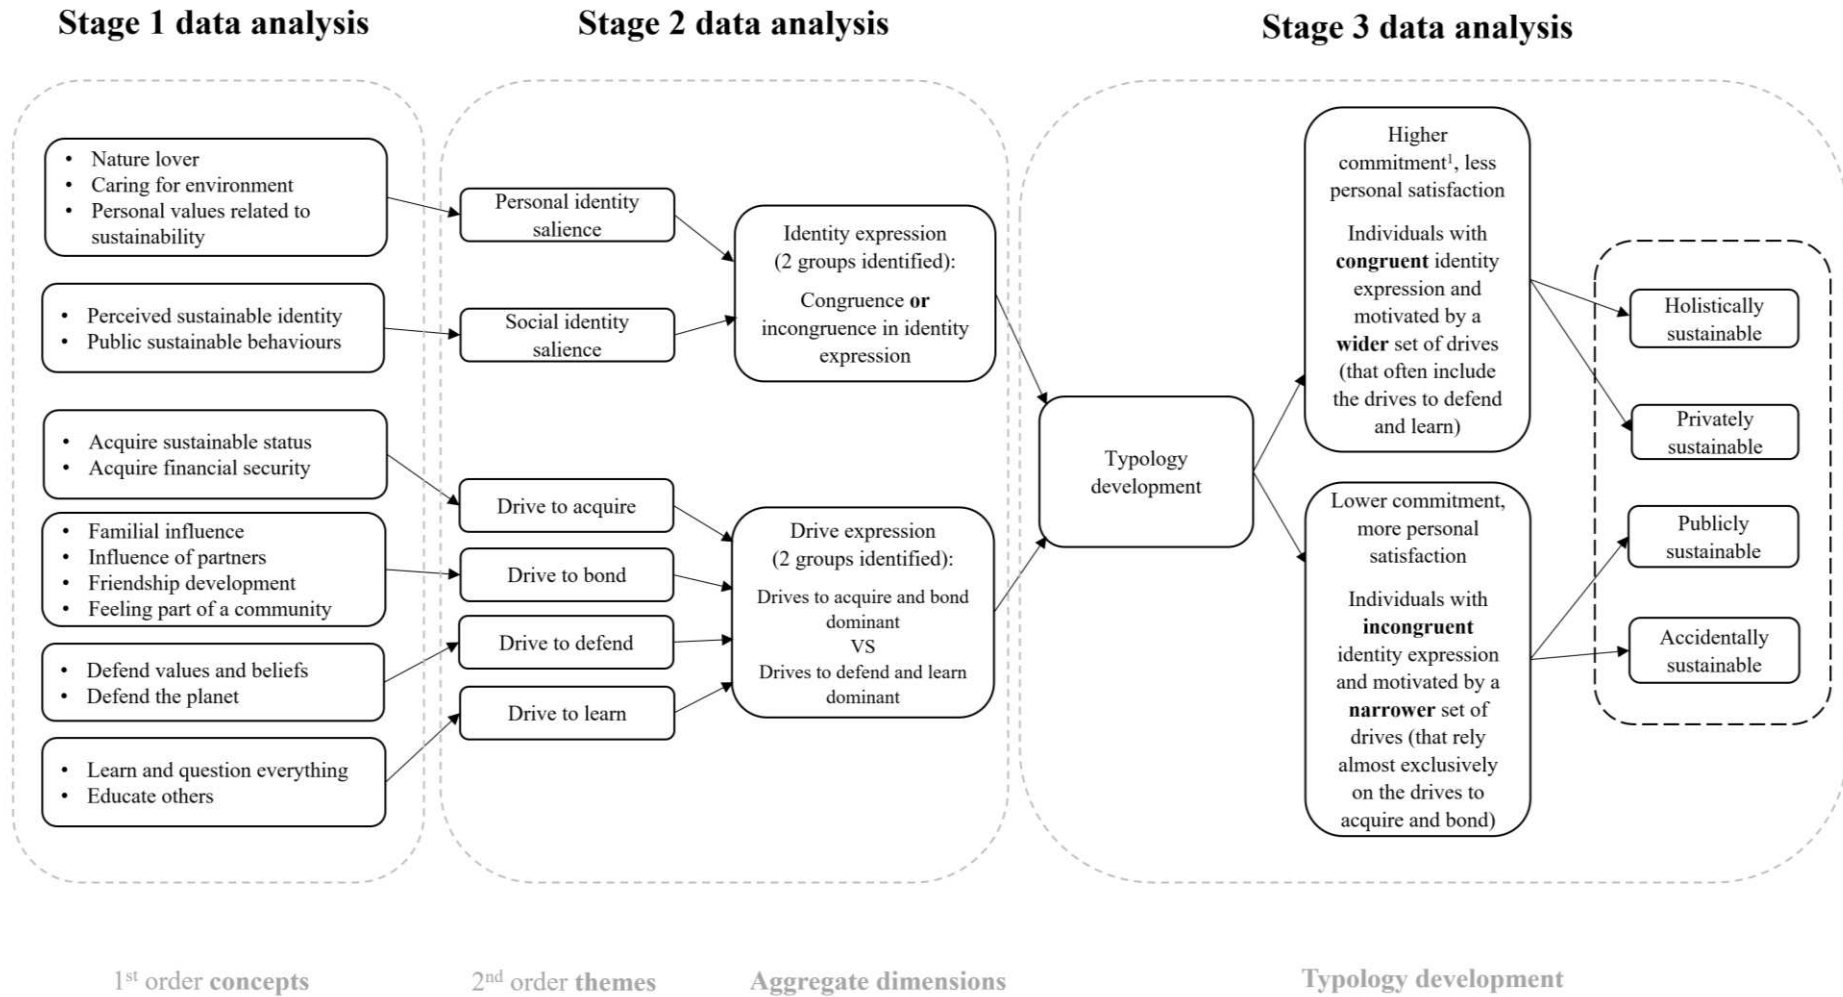 Stage 1 data analysis
Stage 2 data analysis
Stage 3 data analysis
• Nature lover
• Caring for environment
• Personal values related to
sustainability
• Perceived sustainable identity
• Public sustainable behaviours
• Acquire sustainable status
• Acquire financial security
• Familial influence
• Influence of partners
• Friendship development
• Feeling part of a community
• Defend values and beliefs
• Defend the planet
• Learn and question everything
• Educate others
Personal identity
salience
Social identity
salience
Drive to acquire
Drive to bond
Drive to defend
Drive to learn
Identity expression
(2 groups identified):
Congruence or
incongruence in identity
expression
Drive expression
(2 groups identified):
Drives to acquire and bond
dominant
VS
Drives to defend and learn
dominant
Typology
development
Higher
commitment¹, less
personal satisfaction
Individuals with
congruent identity
expression and
motivated by a
wider set of drives
(that often include
the drives to defend
and learn)
Lower commitment,
more personal
satisfaction
Individuals with
incongruent
identity expression
and motivated by a
narrower set of
drives (that rely
almost exclusively
on the drives to
acquire and bond)
Holistically
sustainable
Privately
sustainable
Publicly
sustainable
Accidentally
sustainable
1st order concepts
2nd order themes
Aggregate dimensions
Typology development